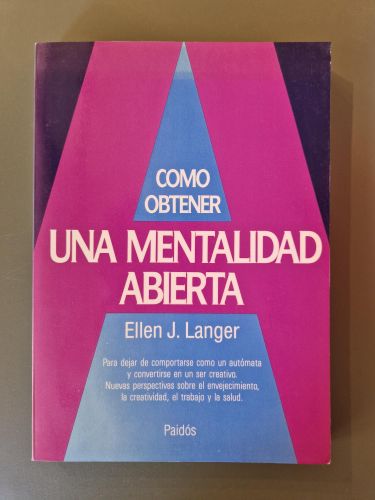 COMO
OBTENER
UNA MENTALIDAD
ABIERTA
Ellen J. Langer
Para dejar de comportarse como un autómata
y convertirse en un ser creativo.
Nuevas perspectivas sobre el envejecimiento,
la creatividad, el trabajo y la salud.
Paidós